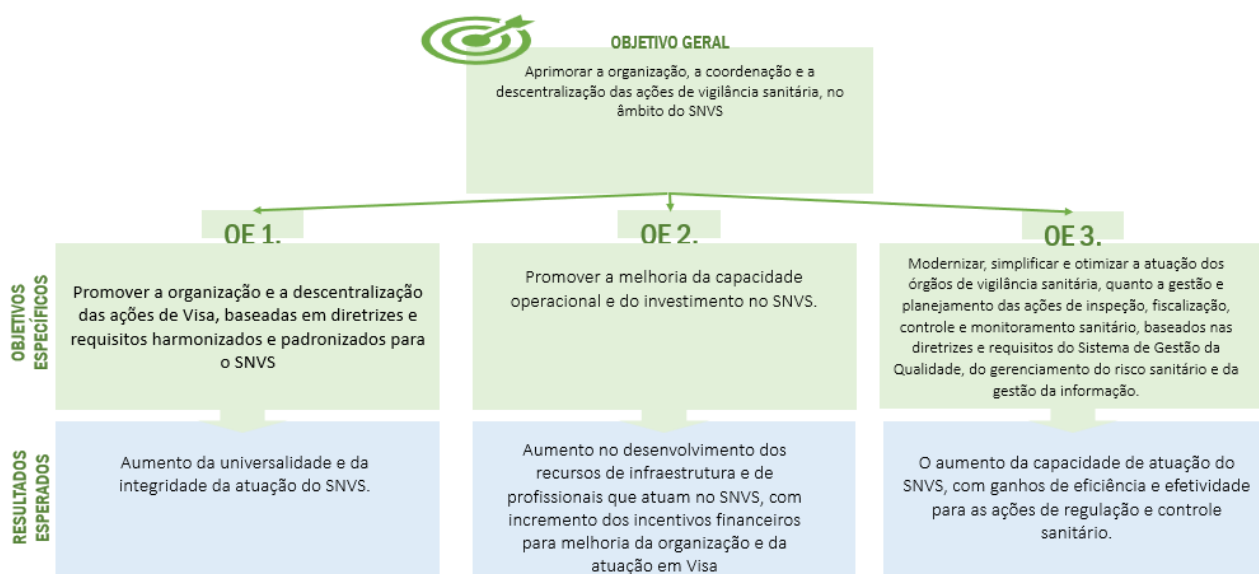 OBJETIVO GERAL
Aprimorar a organização, a coordenação e a
descentralização das ações de vigilância sanitária, no
âmbito do SNVS
OE 1.
OE 2.
OE 3.
OBJETIVOS
ESPECÍFICOS
Promover a organização e a descentralização
das ações de Visa, baseadas em diretrizes e
requisitos harmonizados e padronizados para
o SNVS
Promover a melhoria da capacidade
operacional e do investimento no SNVS.
Modernizar, simplificar e otimizar a atuação dos
órgãos de vigilância sanitária, quanto a gestão e
planejamento das ações de inspeção, fiscalização,
controle e monitoramento sanitário, baseados nas
diretrizes e requisitos do Sistema de Gestão da
Qualidade, do gerenciamento do risco sanitário e da
gestão da informação.
RESULTADOS
ESPERADOS
Aumento da universalidade e da
integridade da atuação do SNVS.
Aumento no desenvolvimento dos
recursos de infraestrutura e de
profissionais que atuam no SNVS, com
incremento dos incentivos financeiros
para melhoria da organização e da
atuação em Visa
O aumento da capacidade de atuação do
SNVS, com ganhos de eficiência e efetividade
para as ações de regulação e controle
sanitário.